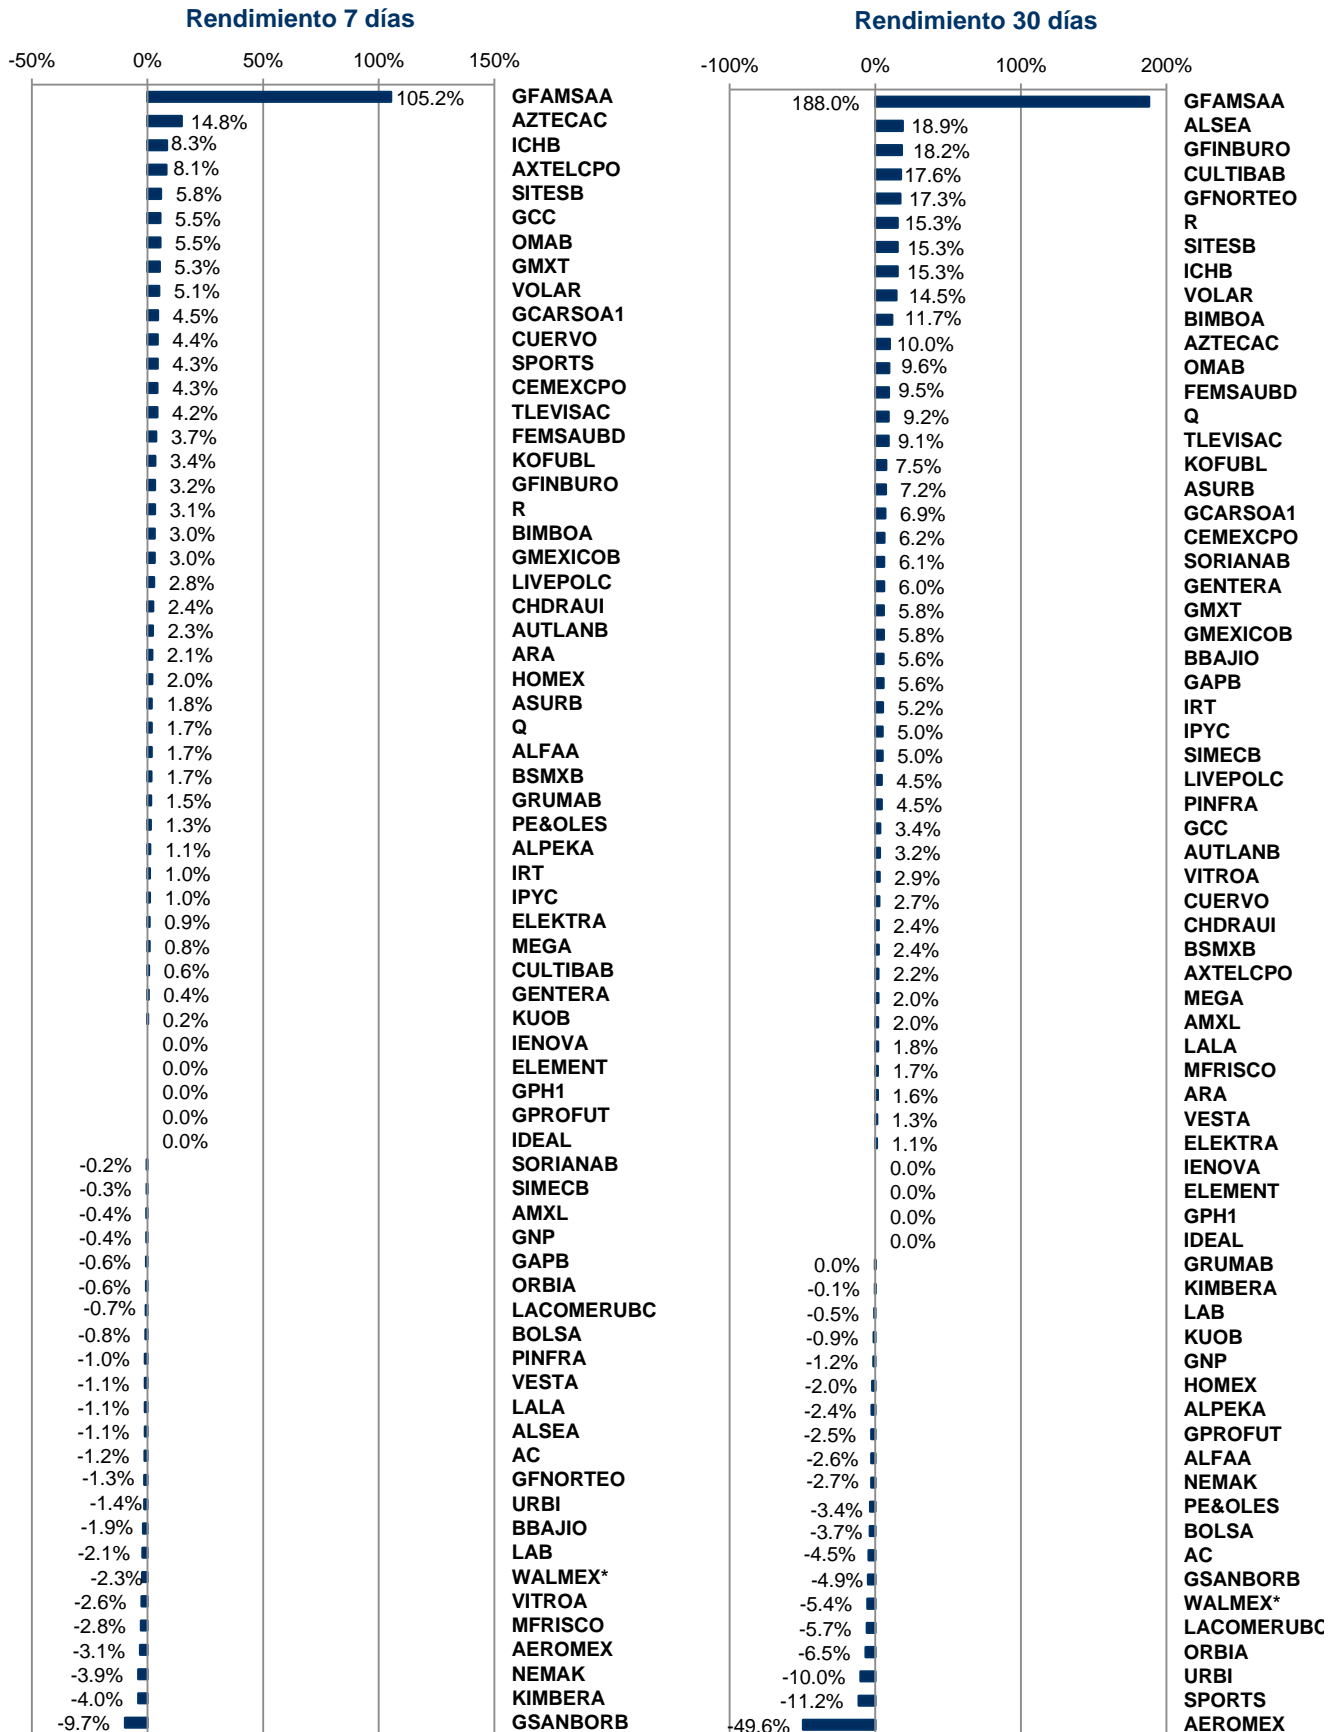 Rendimiento 7 días
-50% 0% 50% 100% 150%
105.2% GFAMSAA
14.8% AZTECAC
8.3% ICHB
8.1% AXTELCPO
5.8% SITESB
5.5% GCC
5.5% OMAB
5.3% GMXT
5.1% VOLAR
4.5% GCARSOA1
4.4% CUERVO
4.3% SPORTS
4.3% CEMEXCPO
4.2% TLEVISAC
3.7% FEMSAUBD
3.4% KOFUBL
3.2% GFINBURO
3.1% R
3.0% BIMBOA
3.0% GMEXICOB
2.8% LIVEPOLC
2.4% CHDRAUI
2.3% AUTLANB
2.1% ARA
2.0% HOMEX
1.8% ASURB
1.7% Q
1.7% ALFAA
1.7% BSMXB
1.5% GRUMAB
1.3% PE&OLES
1.1% ALPEKA
1.0% IRT
1.0% IPYC
0.9% ELEKTRA
0.8% MEGA
0.6% CULTIBAB
0.4% GENTERA
0.2% KUOB
0.0% IENOVA
0.0% ELEMENT
0.0% GPH1
0.0% GPROFUT
0.0% IDEAL
-0.2% SORIANAB
-0.3% SIMECB
-0.4% AMXL
-0.4% GNP
-0.6% GAPB
-0.6% ORBIA
-0.7% LACOMERUBC
-0.8% BOLSA
-1.0% PINFRA
-1.1% VESTA
-1.1% LALA
-1.1% ALSEA
-1.2% AC
-1.3% GFNORTEO
-1.4% URBI
-1.9% BBAJIO
-2.1% LAB
-2.3% WALMEX*
-2.6% VITROA
-2.8% MFRISCO
-3.1% AEROMEX
-3.9% NEMAK
-4.0% KIMBERA
-9.7% GSANBORB
Rendimiento 30 días
-100% 0% 100% 200%
188.0% GFAMSAA
18.9% ALSEA
18.2% GFINBURO
17.6% CULTIBAB
17.3% GFNORTEO
15.3% R
15.3% SITESB
15.3% ICHB
14.5% VOLAR
11.7% BIMBOA
10.0% AZTECAC
9.6% OMAB
9.5% FEMSAUBD
9.2% Q
9.1% TLEVISAC
7.5% KOFUBL
7.2% ASURB
6.9% GCARSOA1
6.2% CEMEXCPO
6.1% SORIANAB
6.0% GENTERA
5.8% GMXT
5.8% GMEXICOB
5.6% BBAJIO
5.6% GAPB
5.2% IRT
5.0% IPYC
5.0% SIMECB
4.5% LIVEPOLC
4.5% PINFRA
3.4% GCC
3.2% AUTLANB
2.9% VITROA
2.7% CUERVO
2.4% CHDRAUI
2.4% BSMXB
2.2% AXTELCPO
2.0% MEGA
2.0% AMXL
1.8% LALA
1.7% MFRISCO
1.6% ARA
1.3% VESTA
1.1% ELEKTRA
0.0% IENOVA
0.0% ELEMENT
0.0% GPH1
0.0% IDEAL
0.0% GRUMAB
-0.1% KIMBERA
-0.5% LAB
-0.9% KUOB
-1.2% GNP
-2.0% HOMEX
-2.4% ALPEKA
-2.5% GPROFUT
-2.6% ALFAA
-2.7% NEMAK
-3.4% PE&OLES
-3.7% BOLSA
-4.5% AC
-4.9% GSANBORB
-5.4% WALMEX*
-5.7% LACOMERUBC
-6.5% ORBIA
-10.0% URBI
-11.2% SPORTS
-49.6% AEROMEX